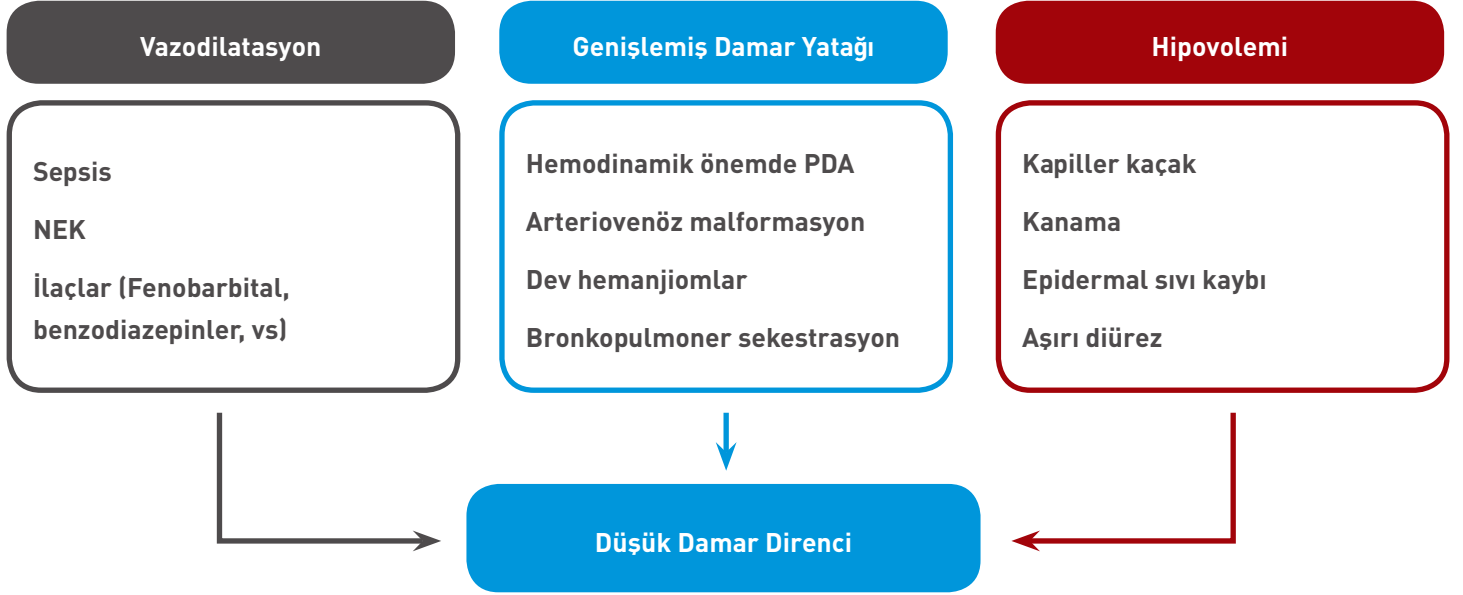 Vazodilatasyon
Sepsis
NEK
İlaçlar (Fenobarbital,
benzodiazepinler, vs)
Genişlemiş Damar Yatağı
Hemodinamik önemde PDA
Arteriovenöz malformasyon
Dev hemanjiomlar
Bronkopulmoner sekestrasyon
Hipovolemi
Kapiller kaçak
Kanama
Epidermal sıvı kaybı
Aşırı diürez
Düşük Damar Direnci